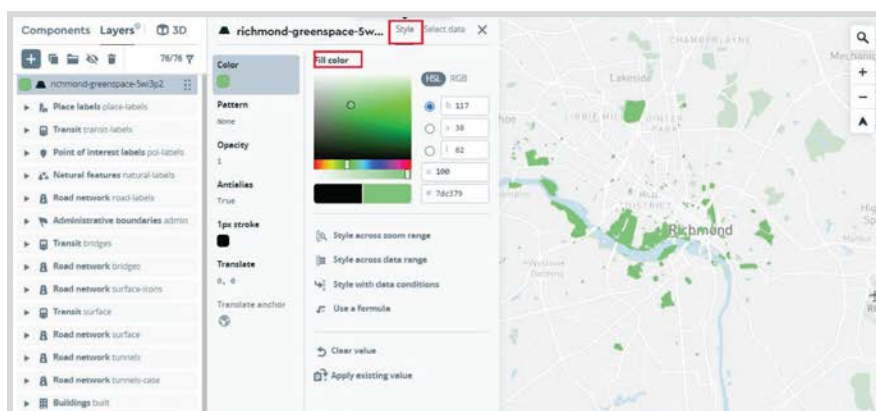 Components Layers 3D
76/76
richmond-greenspace-5wi3p2
Place labels place-labels
Transit transit-labels
Point of interest labels poi-labels
Natural features natural-labels
Road network road-labels
Administrative boundaries admin
Transit bridges
Road network bridges
Road network surface-icons
Transit surface
Road network surface
Road network tunnels
Road network tunnels-case
Buildings built
richmond-greenspace-5w... Style Select data
Color
Pattern
None
Opacity
1
Antialias
True
1px stroke
Translate
0, 0
Translate anchor
Fill color
HSL RGB
h 117
s 38
l 62
100
# 7dc379
Style across zoom range
Style across data range
Style with data conditions
Use a formula
Clear value
Apply existing value
CHAMBERLAYNE
Mechanic
Lakeside
PARK
DISTRICT
Richmond